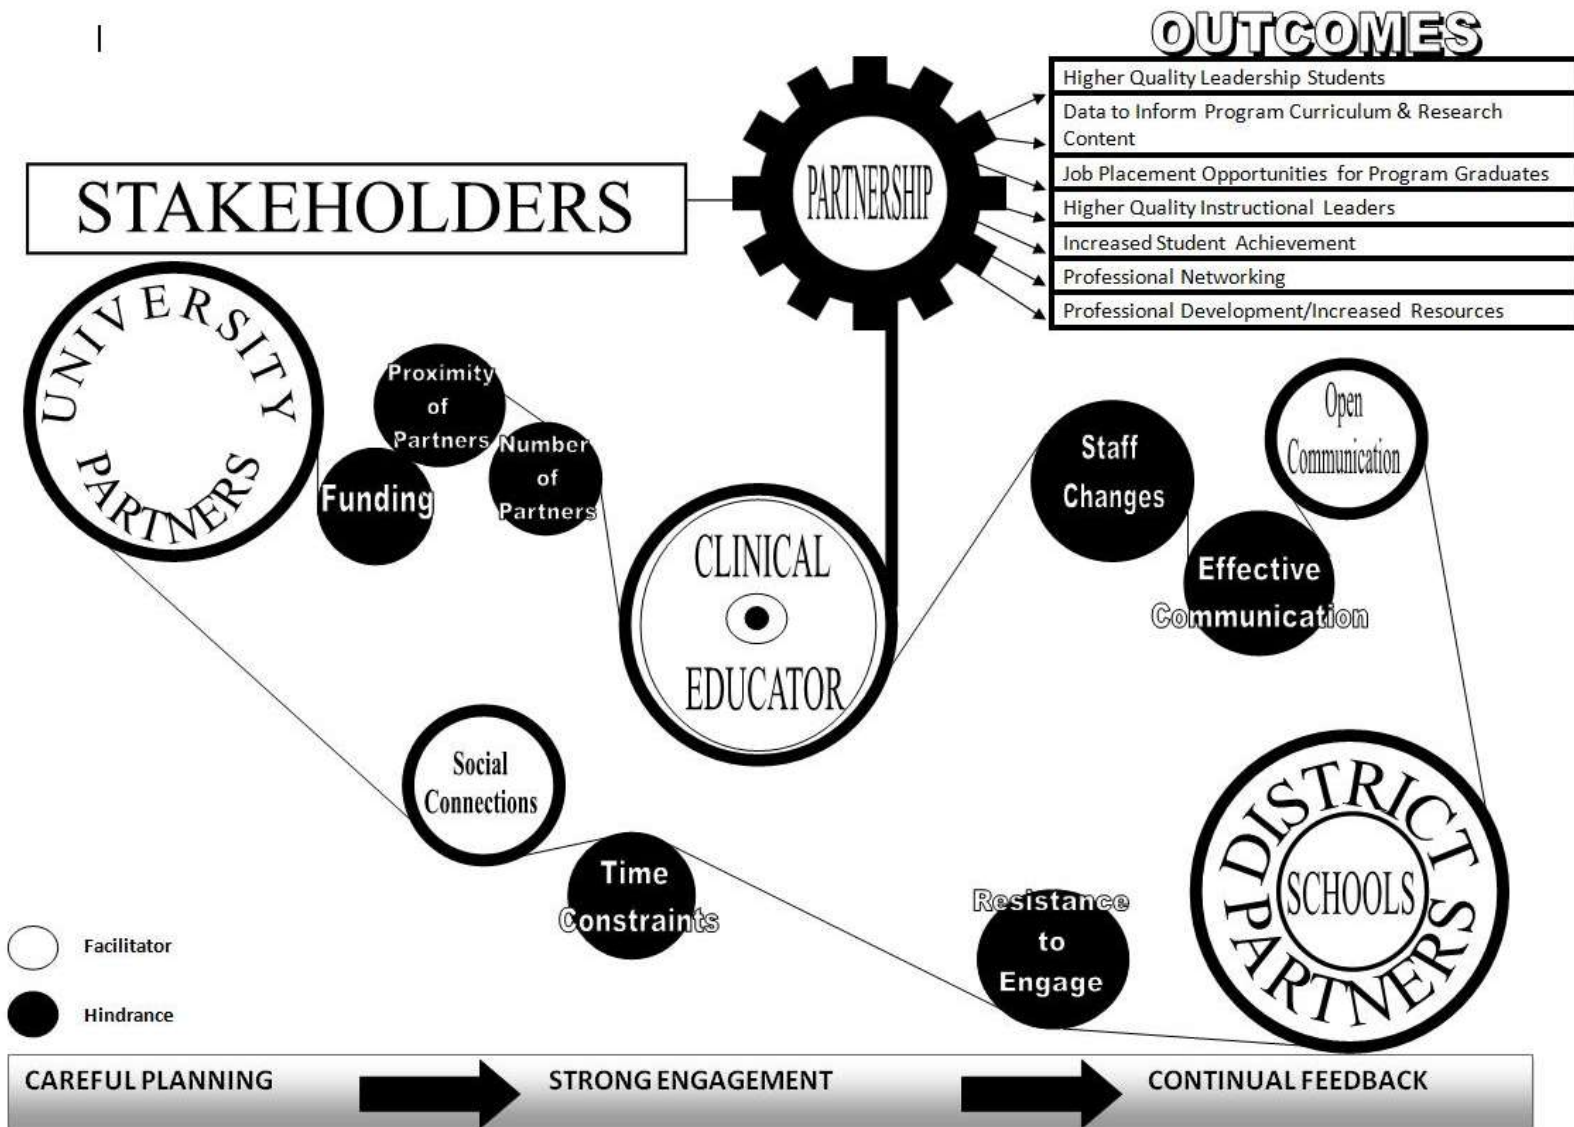 OUTCOMES
Higher Quality Leadership Students
Data to Inform Program Curriculum & Research
Content
Job Placement Opportunities for Program Graduates
Higher Quality Instructional Leaders
Increased Student Achievement
Professional Networking
Professional Development/Increased Resources
STAKEHOLDERS
PARTNERSHIP
UNIVERSITY
PARTNERS
Proximity
of
Partners
Number
of
Partners
Funding
CLINICAL
EDUCATOR
Staff
Changes
Open
Communication
Effective
Communication
Social
Connections
Time
Constraints
Resistance
to
Engage
DISTRICT
SCHOOLS
PARTNERS
Facilitator
Hindrance
CAREFUL PLANNING
STRONG ENGAGEMENT
CONTINUAL FEEDBACK